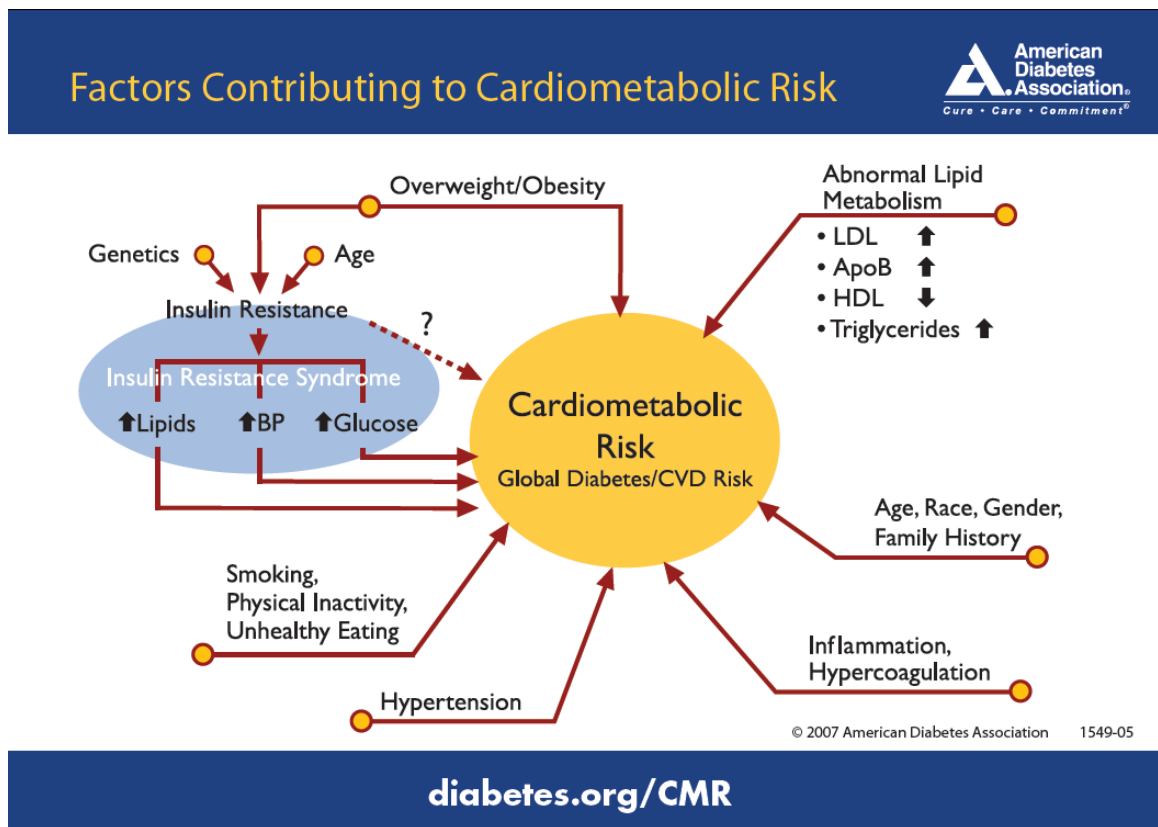 Factors Contributing to Cardiometabolic Risk
American
Diabetes
Association®
Cure • Care • Commitment®
Overweight/Obesity
Genetics
Age
Insulin Resistance
?
Insulin Resistance Syndrome
⬆Lipids
⬆BP
⬆Glucose
Abnormal Lipid
Metabolism
• LDL ⬆
• ApoB ⬆
• HDL ⬇
• Triglycerides ⬆
Cardiometabolic
Risk
Global Diabetes/CVD Risk
Age, Race, Gender,
Family History
Smoking,
Physical Inactivity,
Unhealthy Eating
Inflammation,
Hypercoagulation
Hypertension
© 2007 American Diabetes Association 1549-05
diabetes.org/CMR